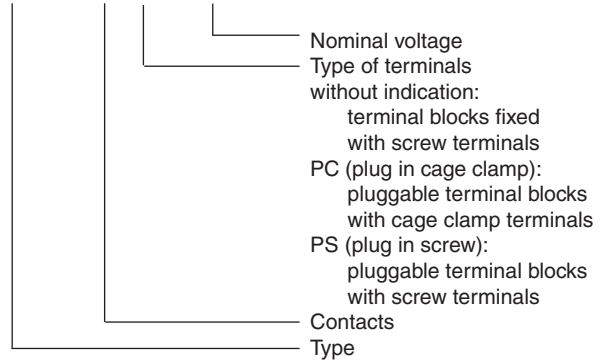 Nominal voltage
Type of terminals
without indication:
terminal blocks fixed
with screw terminals
PC (plug in cage clamp):
pluggable terminal blocks
with cage clamp terminals
PS (plug in screw):
pluggable terminal blocks
with screw terminals
Contacts
Type